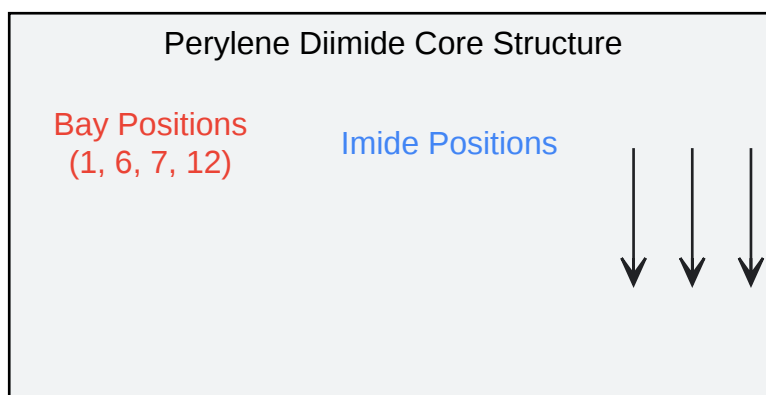 Perylene Diimide Core Structure
Bay Positions
(1, 6, 7, 12)
Imide Positions